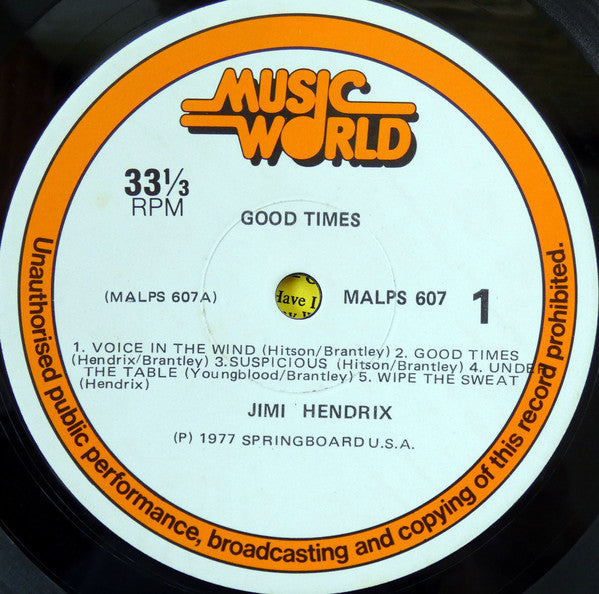 MUSIC
WORLD
33⅓
RPM
GOOD TIMES
(MALPS 607A)
Have I
MALPS 607
1
1. VOICE IN THE WIND (Hitson/Brantley) 2. GOOD TIMES
(Hendrix/Brantley) 3.SUSPICIOUS (Hitson/Brantley) 4. UNDER
THE TABLE (Youngblood/Brantley) 5. WIPE THE SWEAT
(Hendrix)
JIMI HENDRIX
(P) 1977 SPRINGBOARD U.S.A.
Unauthorised public performance, broadcasting and copying of this record prohibited.